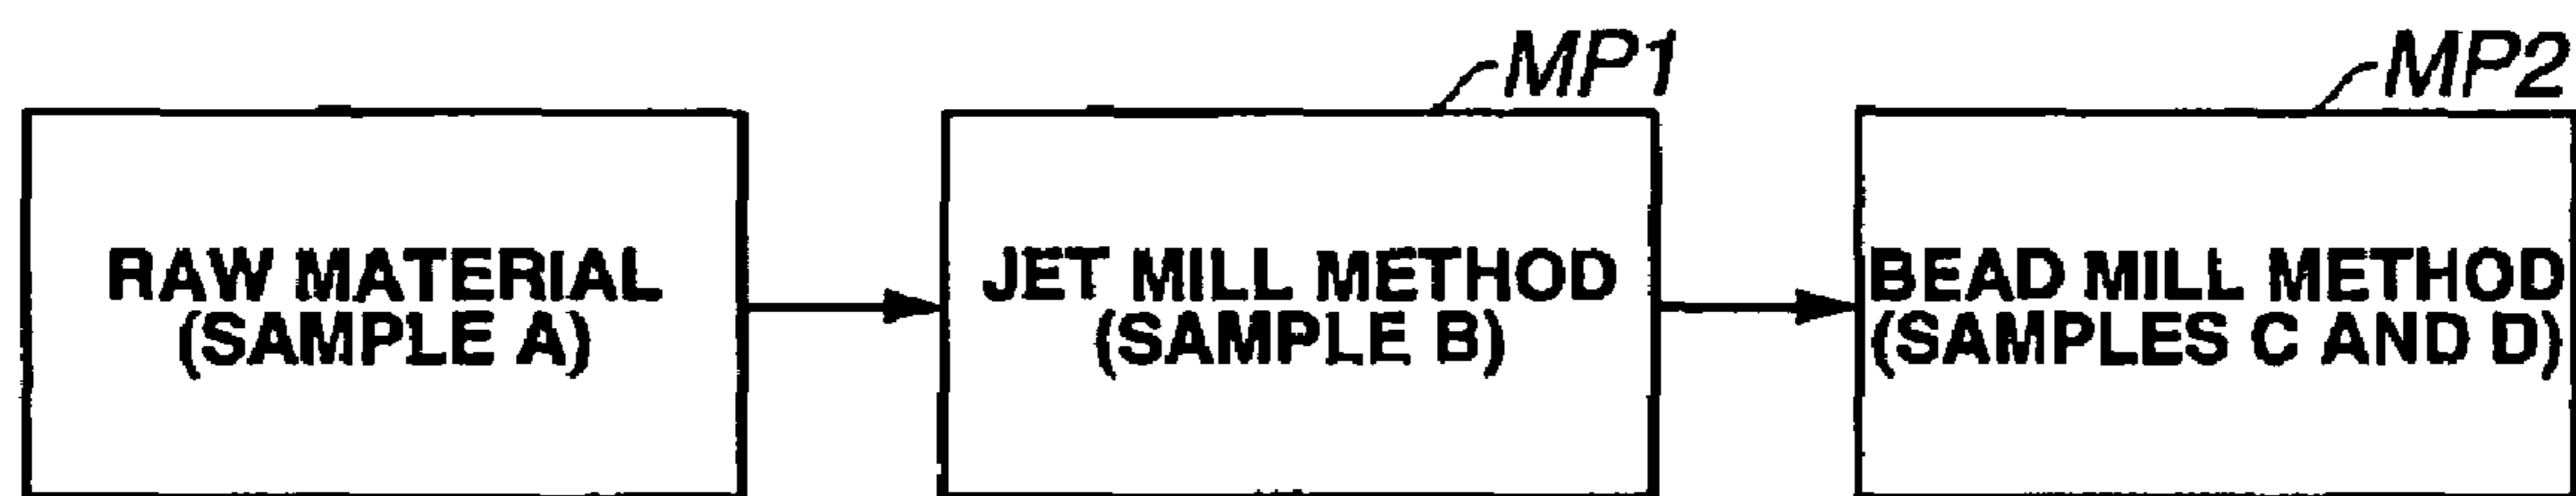 MP1
MP2
RAW MATERIAL
(SAMPLE A)
JET MILL METHOD
(SAMPLE B)
BEAD MILL METHOD
(SAMPLES C AND D)